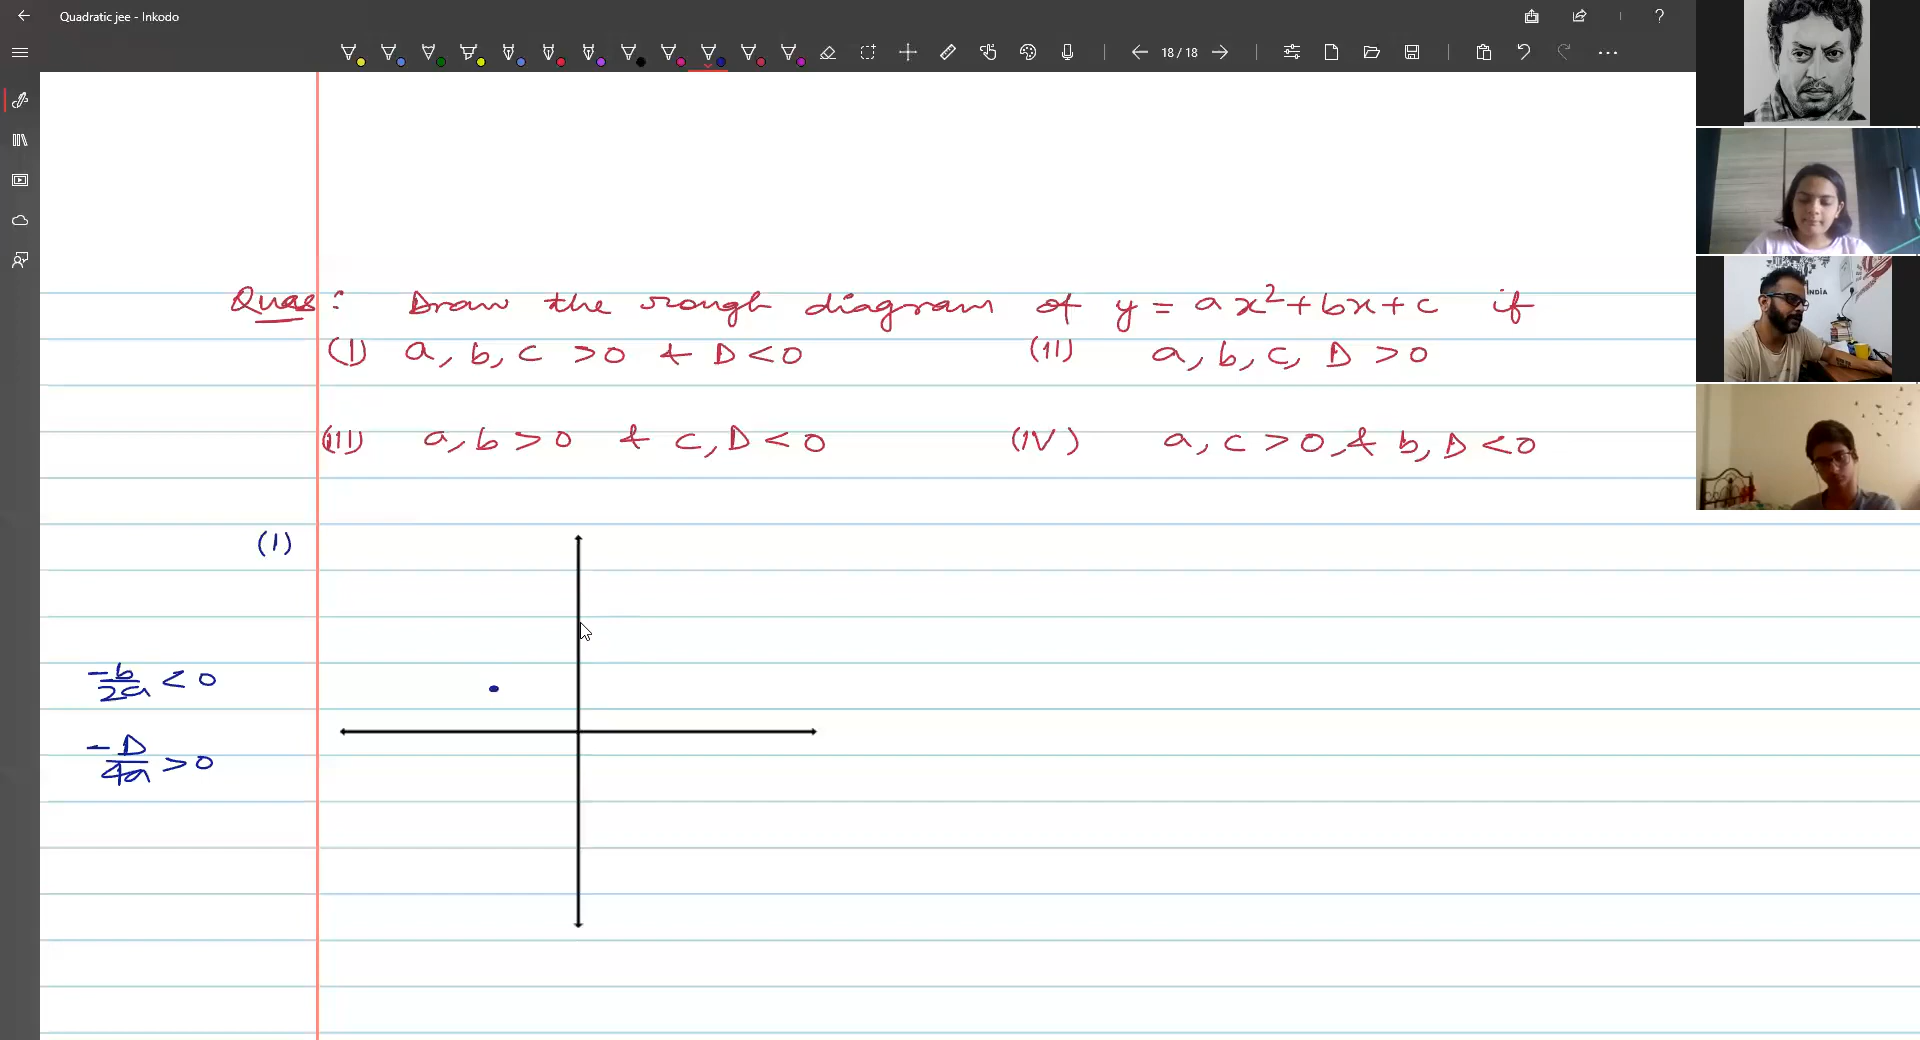 Quadratic jee - Inkodo
18 / 18
?
Ques : Draw the rough diagram of y = ax²+bx+c if
(I) a, b, c >0 & D<0 (II) a, b, c, D >0
(III) a, b >0 & c, D <0 (IV) a, c >0, & b, D <0
(I)
-b/2a < 0
-D/4a > 0
INDIA